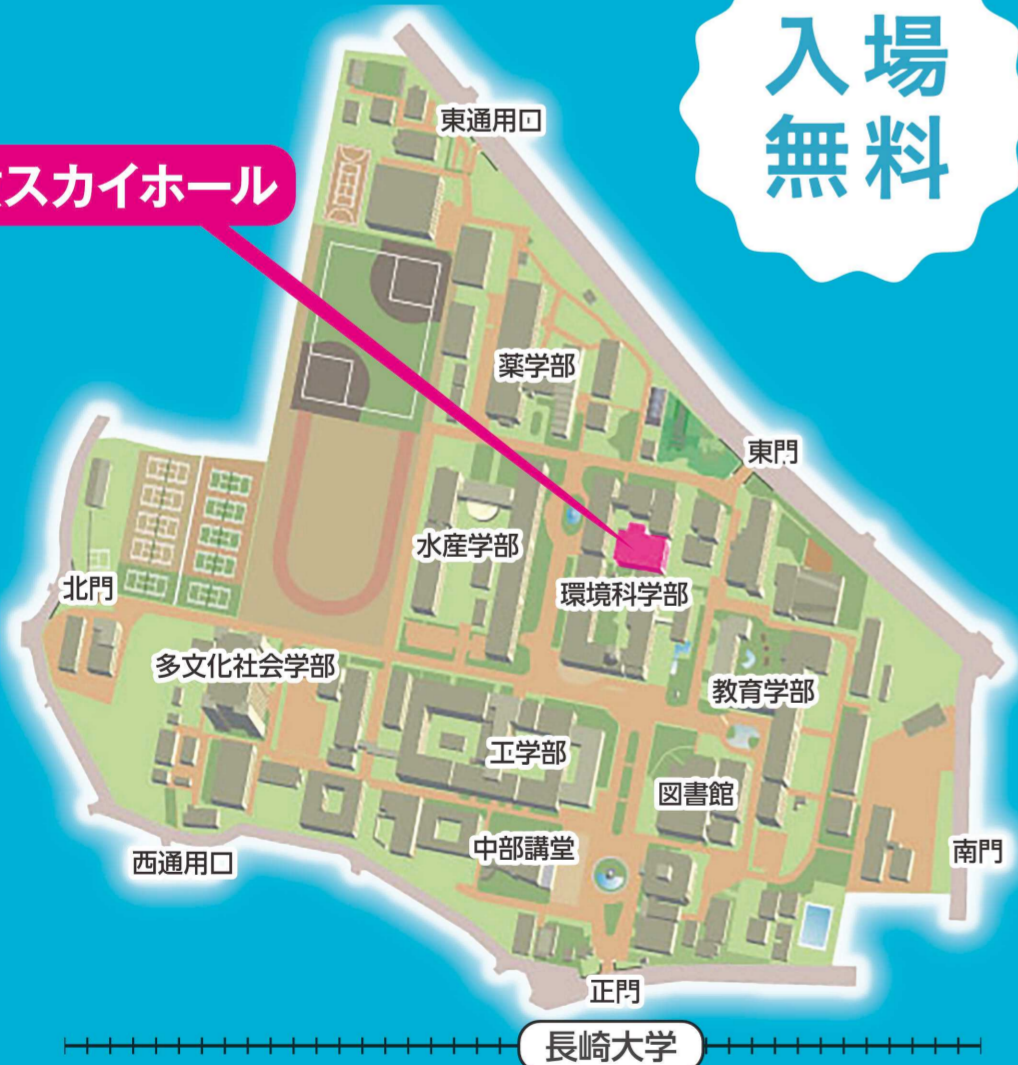 入場
無料
東通用口
スカイホール
薬学部
東門
水産学部
北門
環境科学部
多文化社会学部
教育学部
工学部
図書館
中部講堂
西通用口
南門
正門
長崎大学